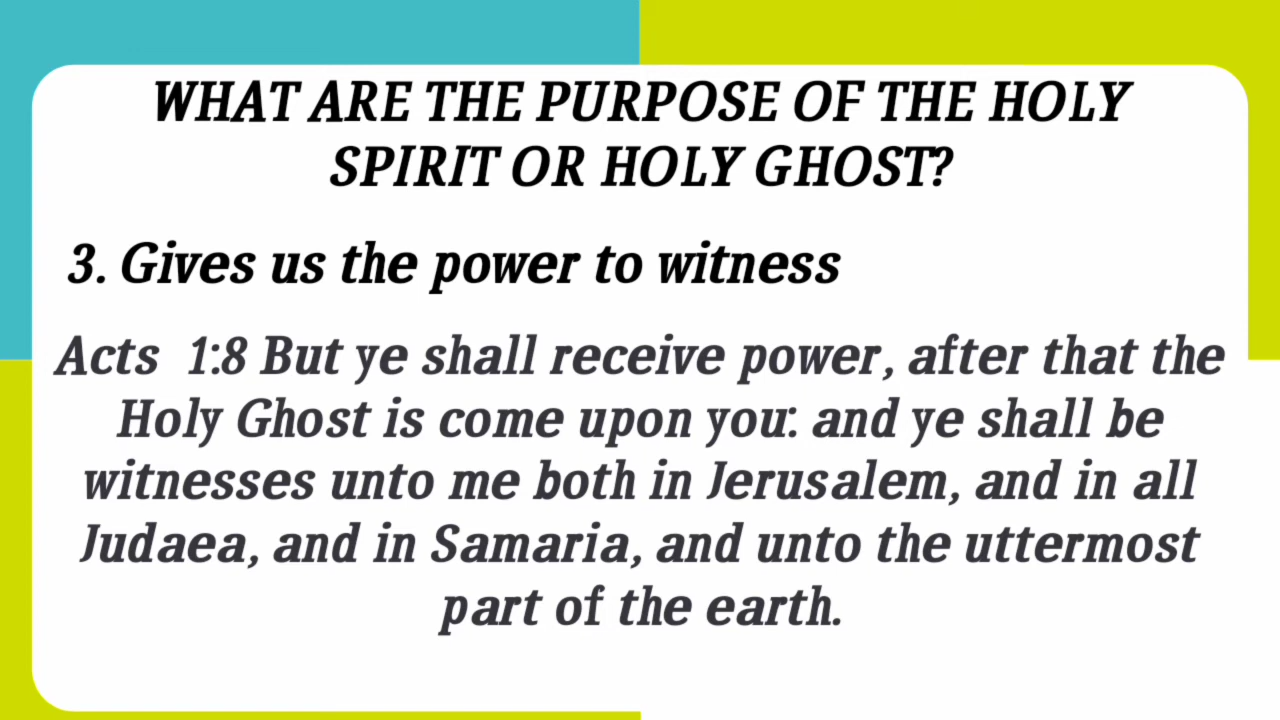 WHAT ARE THE PURPOSE OF THE HOLY
SPIRIT OR HOLY GHOST?
3. Gives us the power to witness
Acts 1:8 But ye shall receive power, after that the
Holy Ghost is come upon you: and ye shall be
witnesses unto me both in Jerusalem, and in all
Judaea, and in Samaria, and unto the uttermost
part of the earth.